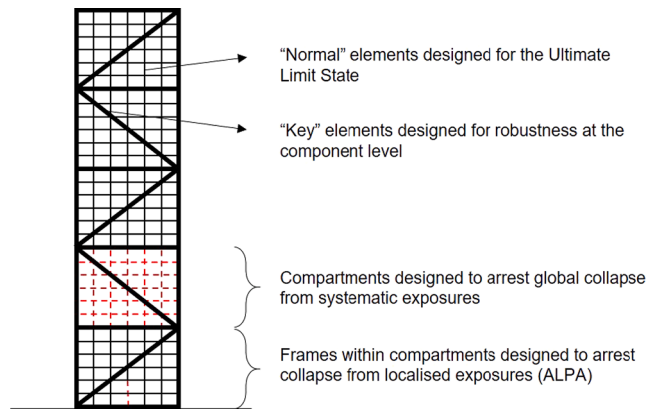 “Normal” elements designed for the Ultimate
Limit State
“Key” elements designed for robustness at the
component level
Compartments designed to arrest global collapse
from systematic exposures
Frames within compartments designed to arrest
collapse from localised exposures (ALPA)